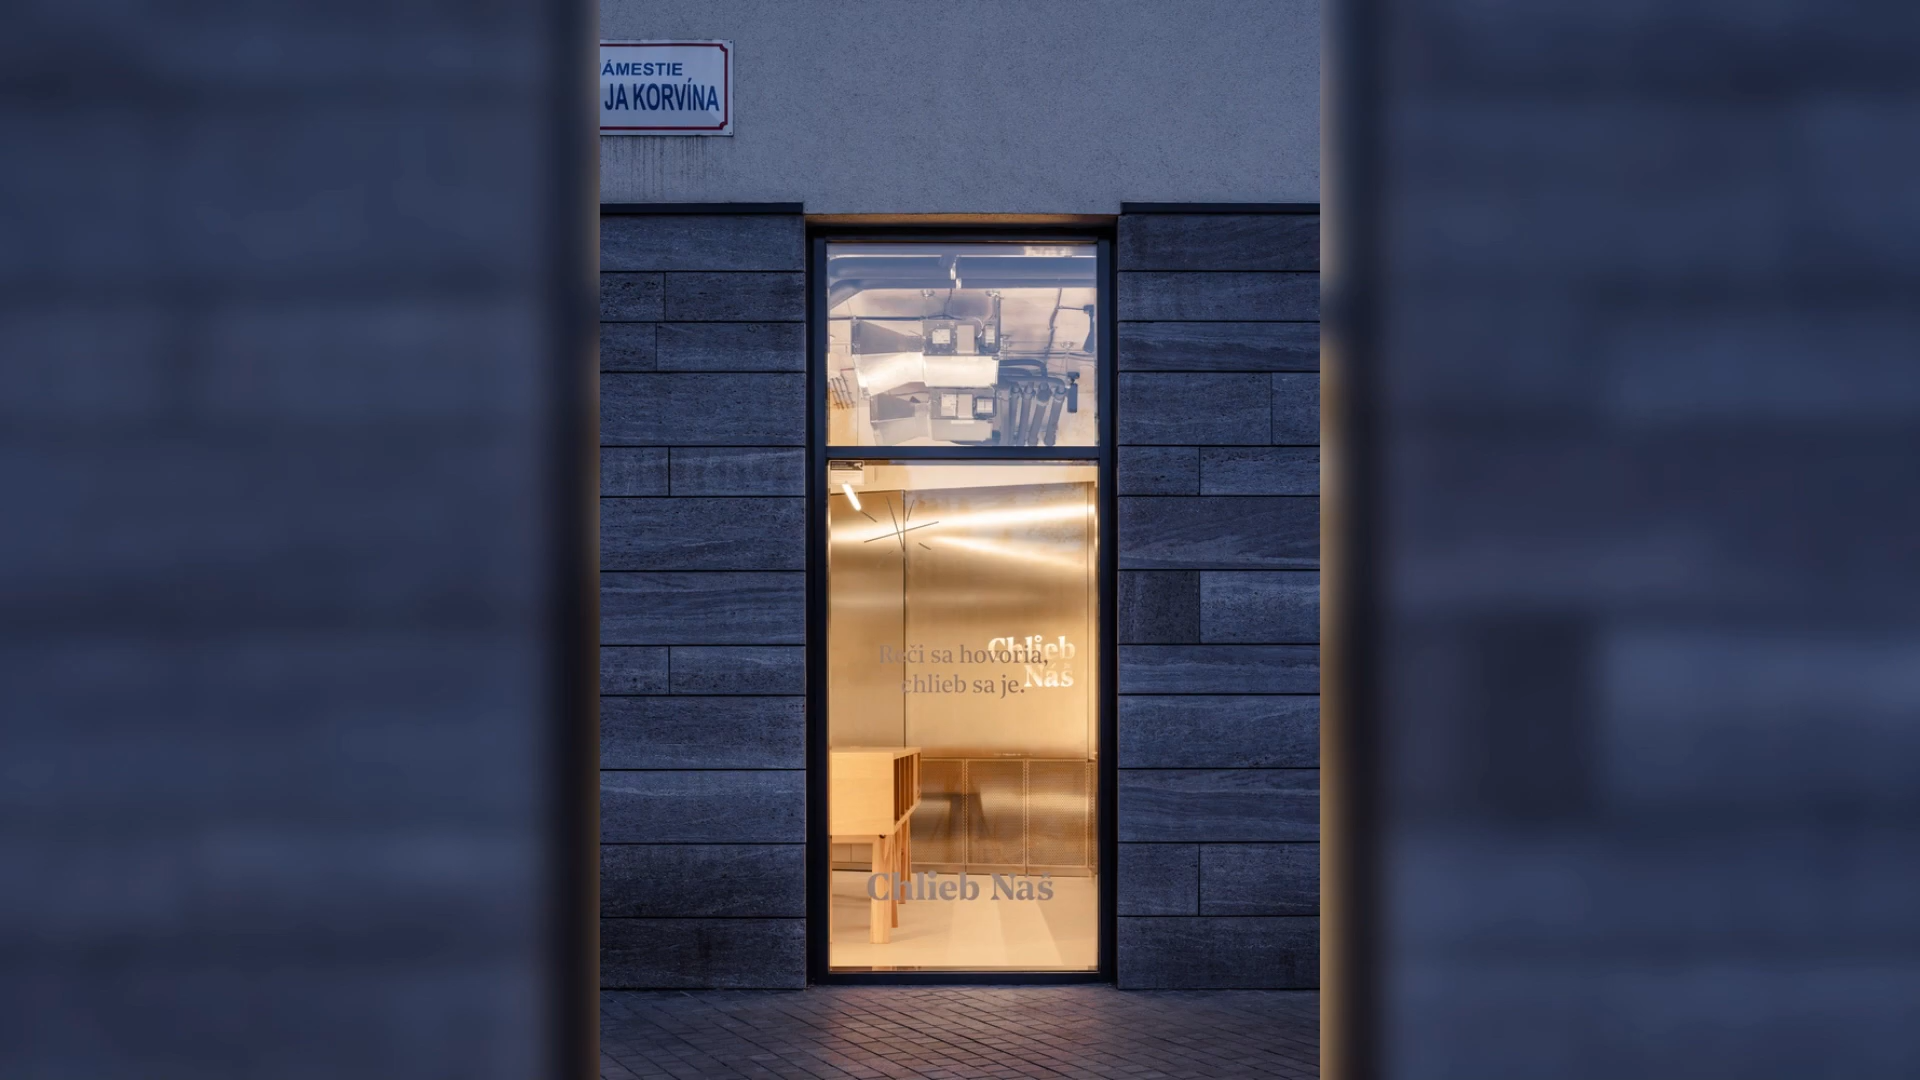 ÁMESTIE
JA KORVÍNA
Chlieb
Náš
Reči sa hovoria,
chlieb sa je.
Chlieb Náš